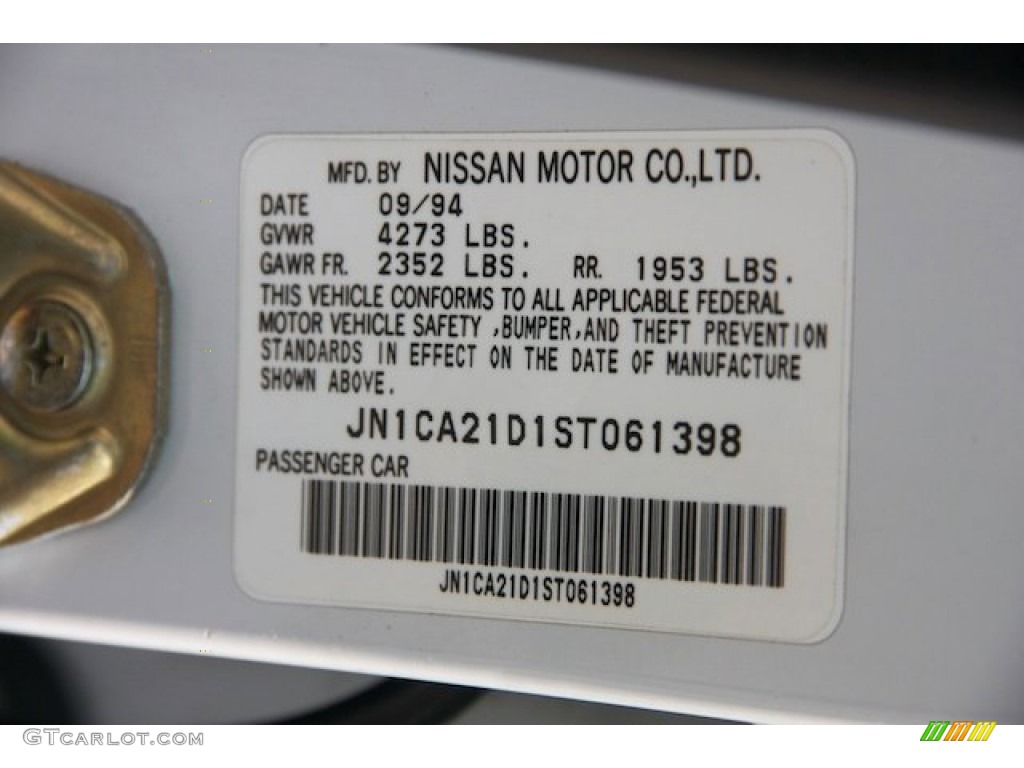 MFD. BY NISSAN MOTOR CO.,LTD.
DATE 09/94
GVWR 4273 LBS.
GAWR FR. 2352 LBS. RR. 1953 LBS.
THIS VEHICLE CONFORMS TO ALL APPLICABLE FEDERAL
MOTOR VEHICLE SAFETY ,BUMPER,AND THEFT PREVENTION
STANDARDS IN EFFECT ON THE DATE OF MANUFACTURE
SHOWN ABOVE.
JN1CA21D1ST061398
PASSENGER CAR
JN1CA21D1ST061398
GTCARLOT.COM